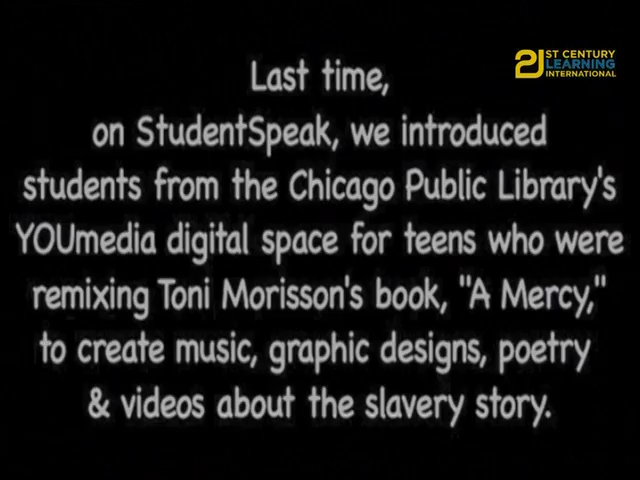 21ST CENTURY
LEARNING
INTERNATIONAL
Last time,
on StudentSpeak, we introduced
students from the Chicago Public Library's
YOUmedia digital space for teens who were
remixing Toni Morisson's book, "A Mercy,"
to create music, graphic designs, poetry
& videos about the slavery story.